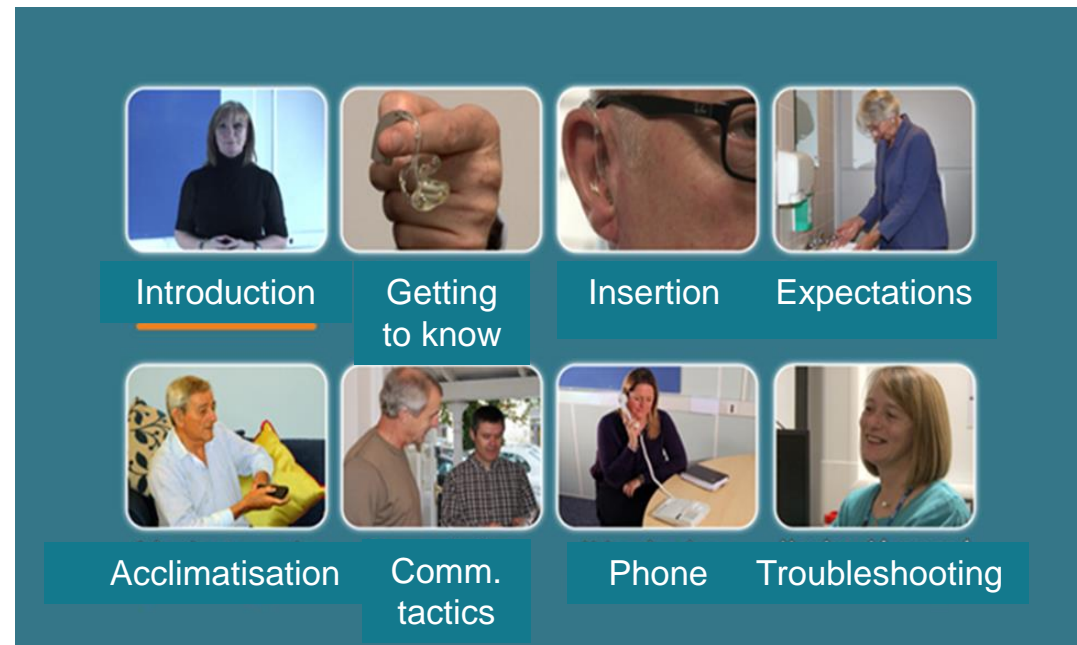 Introduction
Getting
to know
Insertion
Expectations
Acclimatisation
Comm.
tactics
Phone
Troubleshooting